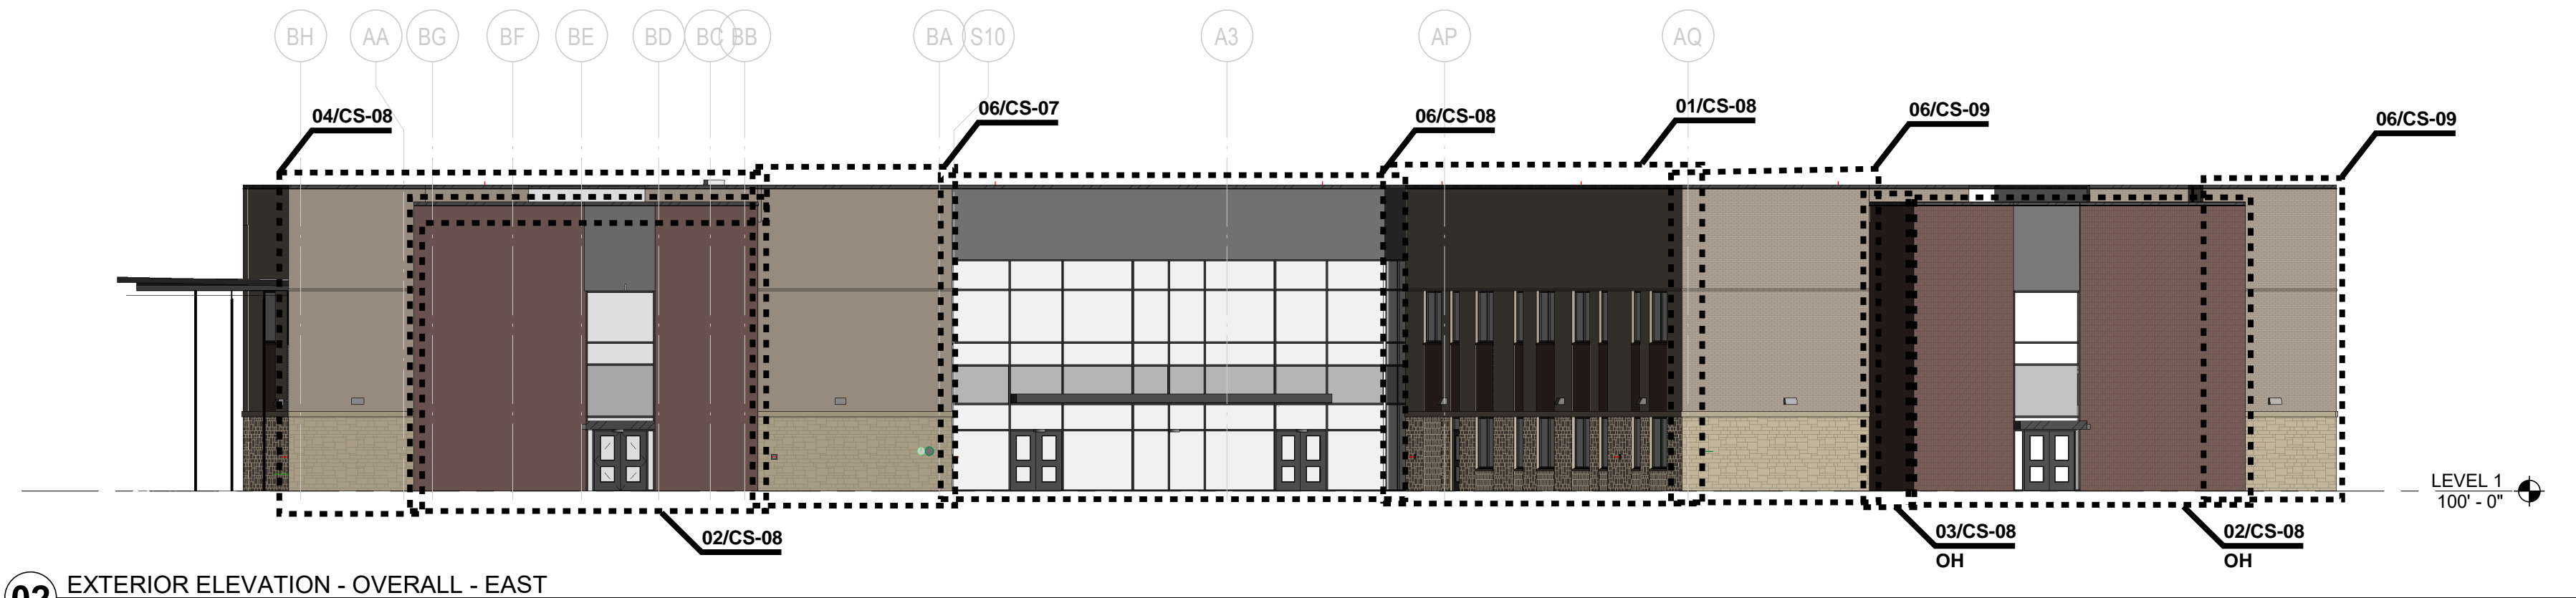 BH AA BG BF BE BD BC BB BA S10 A3 AP AQ
04/CS-08
06/CS-07
06/CS-08
01/CS-08
06/CS-09
06/CS-09
LEVEL 1
100' - 0"
02/CS-08
03/CS-08
OH
02/CS-08
OH
02 EXTERIOR ELEVATION - OVERALL - EAST